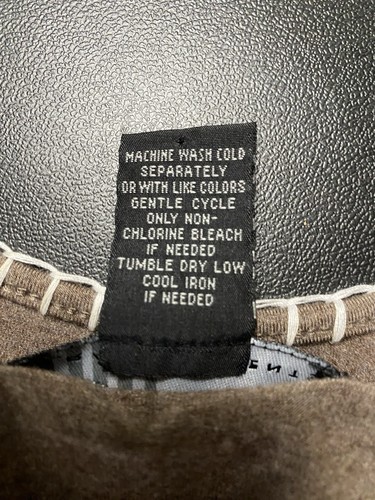 MACHINE WASH COLD
SEPARATELY
OR WITH LIKE COLORS
GENTLE CYCLE
ONLY NON-
CHLORINE BLEACH
IF NEEDED
TUMBLE DRY LOW
COOL IRON
IF NEEDED